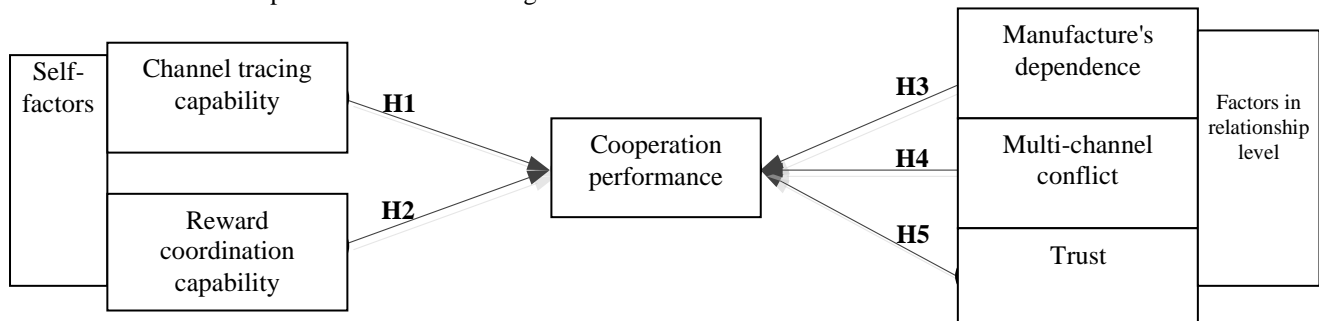 Self-
factors
Channel tracing
capability
Reward
coordination
capability
H1
H2
Cooperation
performance
H3
H4
H5
Manufacture's
dependence
Multi-channel
conflict
Trust
Factors in
relationship
level